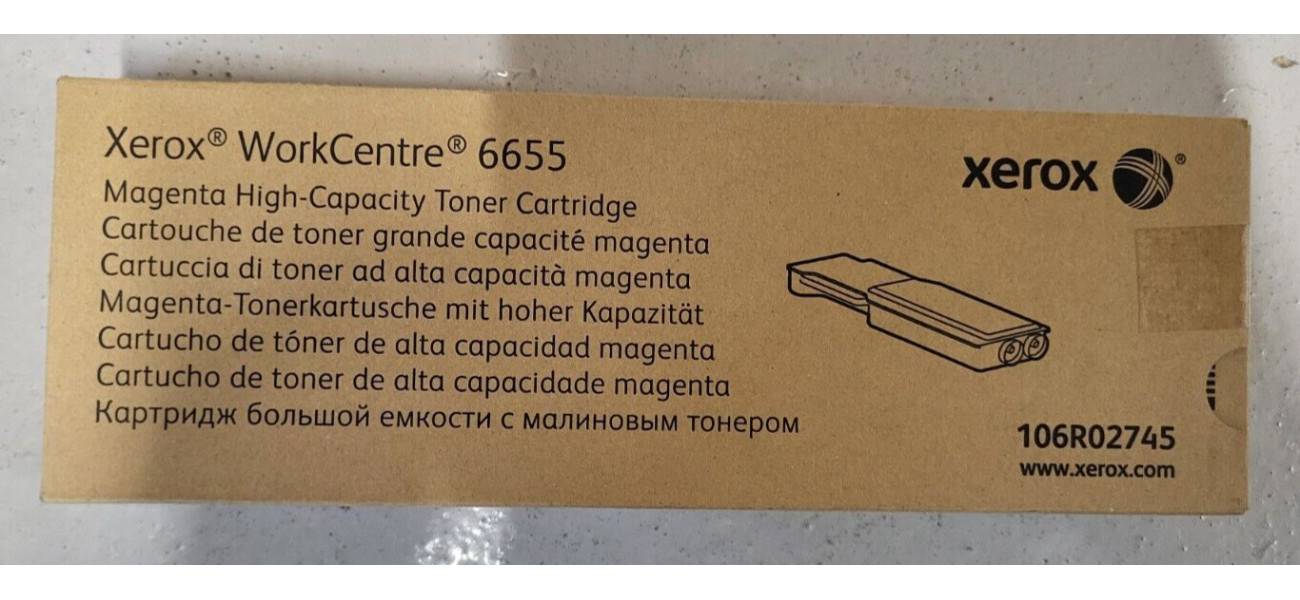 Xerox® WorkCentre® 6655
Magenta High-Capacity Toner Cartridge
Cartouche de toner grande capacité magenta
Cartuccia di toner ad alta capacità magenta
Magenta-Tonerkartusche mit hoher Kapazität
Cartucho de tóner de alta capacidad magenta
Cartucho de toner de alta capacidade magenta
Картридж большой емкости с малиновым тонером
xerox®
106R02745
www.xerox.com